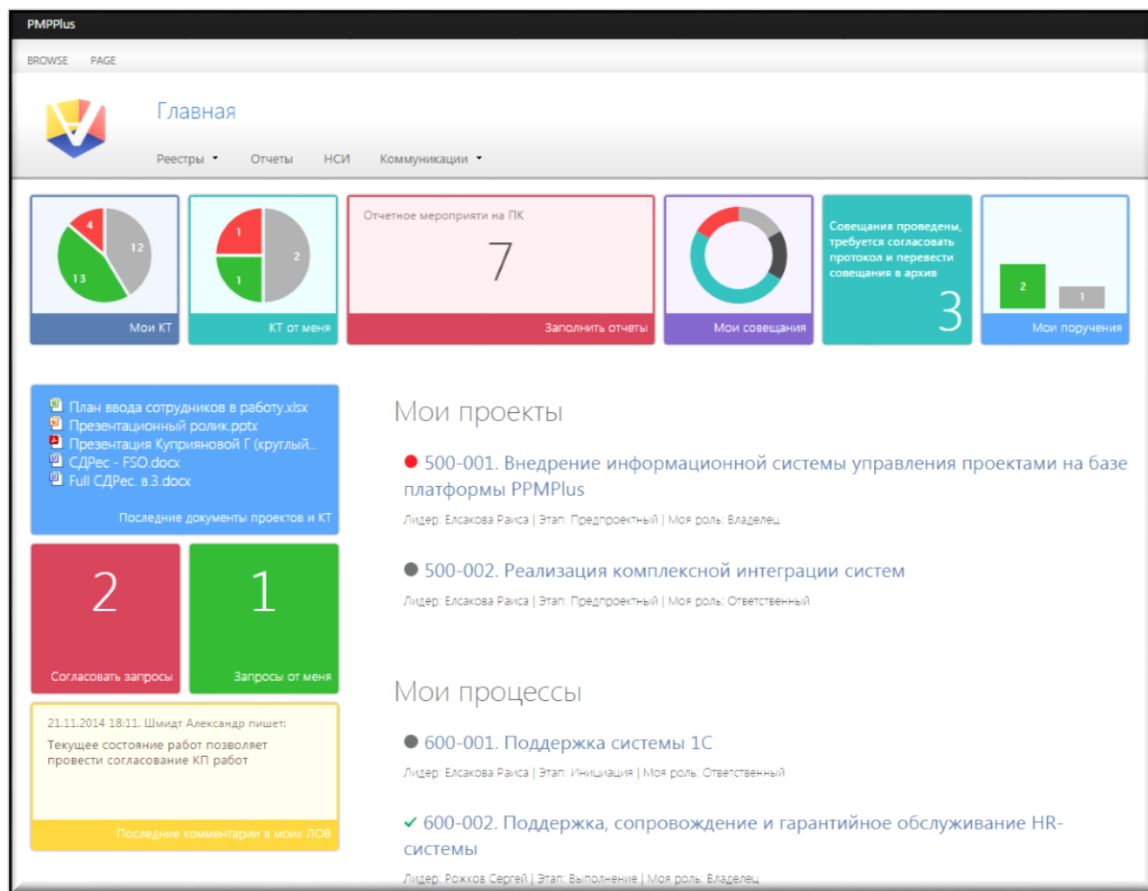 PMPPlus
BROWSE PAGE
Главная
Реестры Отчеты НСИ Коммуникации
4
12
13
Мои КТ
1
2
1
КТ от меня
Отчетное мероприяти на ПК
7
Заполнить отчеты
Мои совещания
Совещания проведены,
требуется согласовать
протокол и перевести
совещания в архив
3
2
1
Мои поручения
План ввода сотрудников в работу.xlsx
Презентационный ролик.pptx
Презентация Куприяновой Г (круглый...
СДРес - FSO.docx
Full СДРес. в.3.docx
Последние документы проектов и КТ
2
Согласовать запросы
1
Запросы от меня
21.11.2014 18:11. Шмидт Александр пишет:
Текущее состояние работ позволяет
провести согласование КП работ
Последние комментарии в моих ЛОВ
Мои проекты
500-001. Внедрение информационной системы управления проектами на базе
платформы PPMPlus
Лидер: Елсакова Раиса | Этап: Предпроектный | Моя роль: Владелец
500-002. Реализация комплексной интеграции систем
Лидер: Елсакова Раиса | Этап: Предпроектный | Моя роль: Ответственный
Мои процессы
600-001. Поддержка системы 1С
Лидер: Елсакова Раиса | Этап: Инициация | Моя роль: Ответственный
600-002. Поддержка, сопровождение и гарантийное обслуживание HR-
системы
Лидер: Рожков Сергей | Этап: Выполнение | Моя роль: Владелец